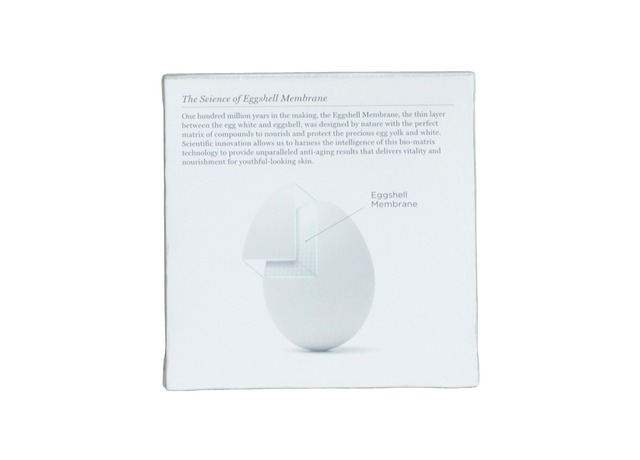 The Science of Eggshell Membrane
One hundred million years in the making, the Eggshell Membrane, the thin layer
between the egg white and eggshell, was designed by nature with the perfect
matrix of compounds to nourish and protect the precious egg yolk and white.
Scientific innovation allows us to harness the intelligence of this bio-matrix
technology to provide unparalleled anti-aging results that delivers vitality and
nourishment for youthful-looking skin.
Eggshell
Membrane